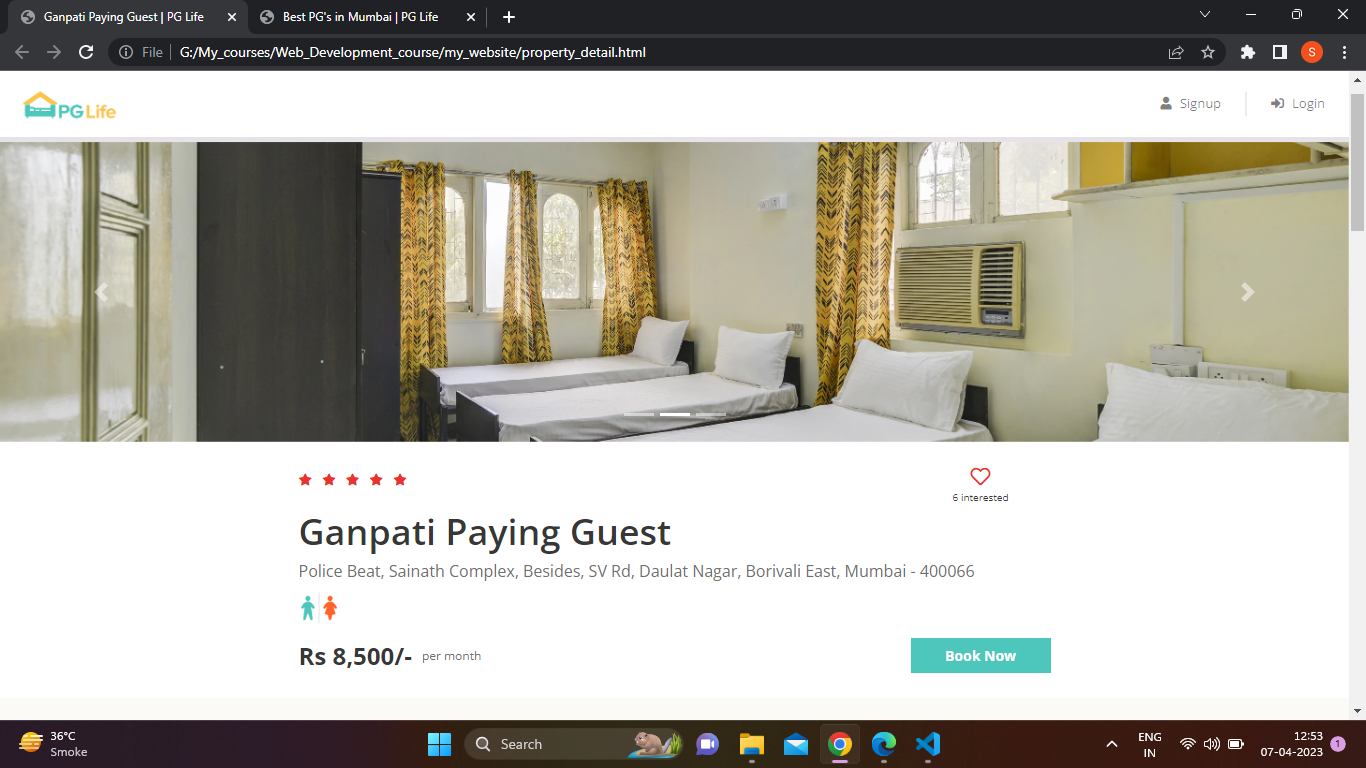 Ganpati Paying Guest | PG Life
Best PG's in Mumbai | PG Life
File
G:/My_courses/Web_Development_course/my_website/property_detail.html
S
PG Life
Signup
Login
6 interested
Ganpati Paying Guest
Police Beat, Sainath Complex, Besides, SV Rd, Daulat Nagar, Borivali East, Mumbai - 400066
Rs 8,500/- per month
Book Now
36°C
Smoke
Search
ENG
IN
12:53
07-04-2023
1